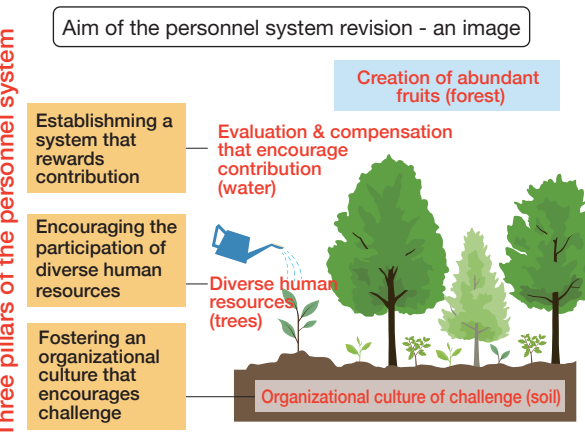 Aim of the personnel system revision - an image
Three pillars of the personnel system
Creation of abundant
fruits (forest)
Establishming a
system that
rewards
contribution
Evaluation & compensation
that encourage
contribution
(water)
Encouraging the
participation of
diverse human
resources
Diverse human
resources
(trees)
Fostering an
organizational
culture that
encourages
challenge
Organizational culture of challenge (soil)